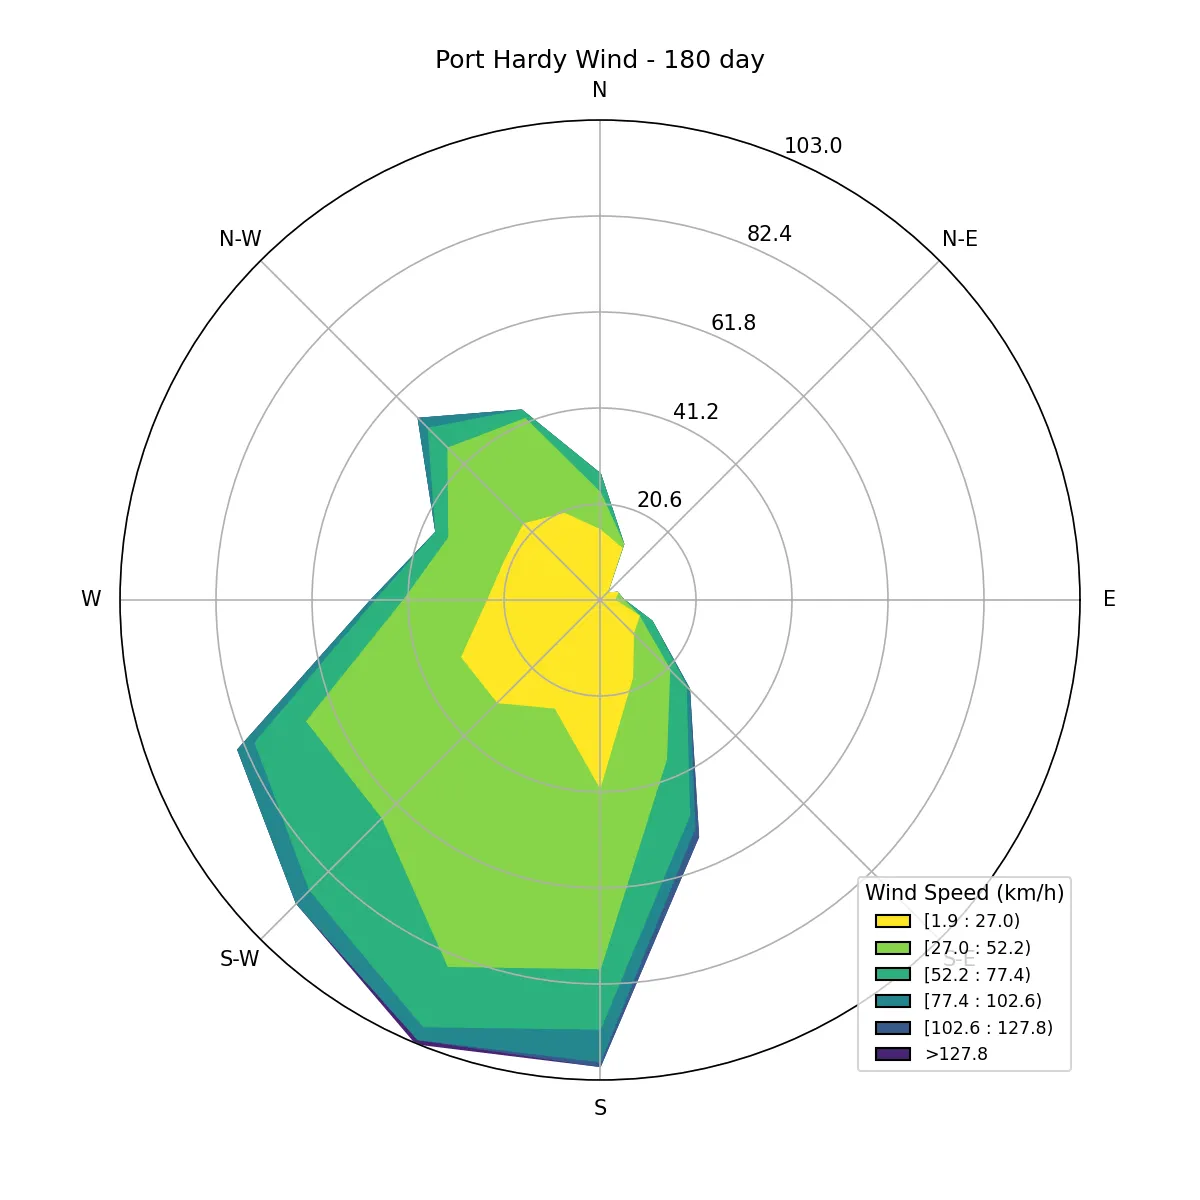 Port Hardy Wind - 180 day
N
103.0
N-W
N-E
82.4
61.8
41.2
20.6
W
E
S-W
S-E
S
Wind Speed (km/h)
[1.9 : 27.0)
[27.0 : 52.2)
[52.2 : 77.4)
[77.4 : 102.6)
[102.6 : 127.8)
>127.8